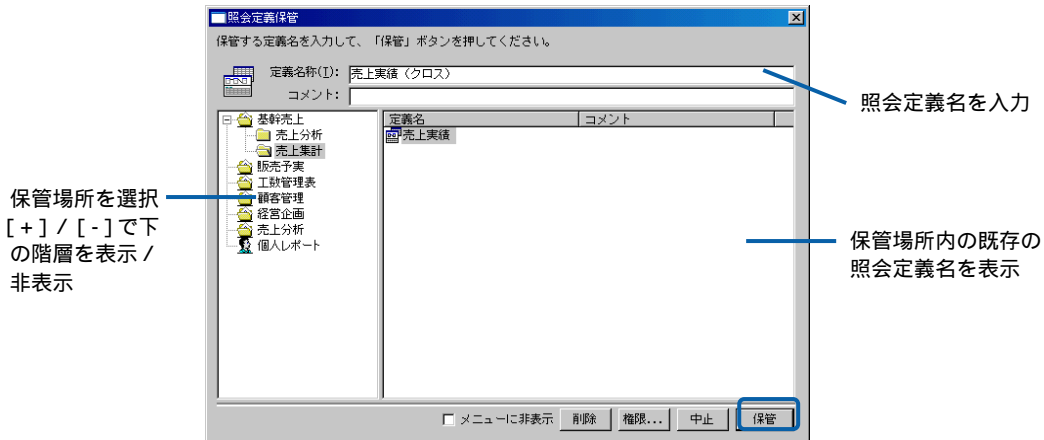 照会定義保管
保管する定義名を入力して、「保管」ボタンを押してください。
定義名称(I): 売上実績（クロス）
コメント:
照会定義名を入力
基幹売上
売上分析
売上集計
販売予実
工数管理表
顧客管理
経営企画
売上分析
個人レポート
定義名 コメント
売上実績
保管場所を選択
[+]/[-]で下
の階層を表示/
非表示
保管場所内の既存の
照会定義名を表示
メニューに非表示 削除 権限... 中止 保管